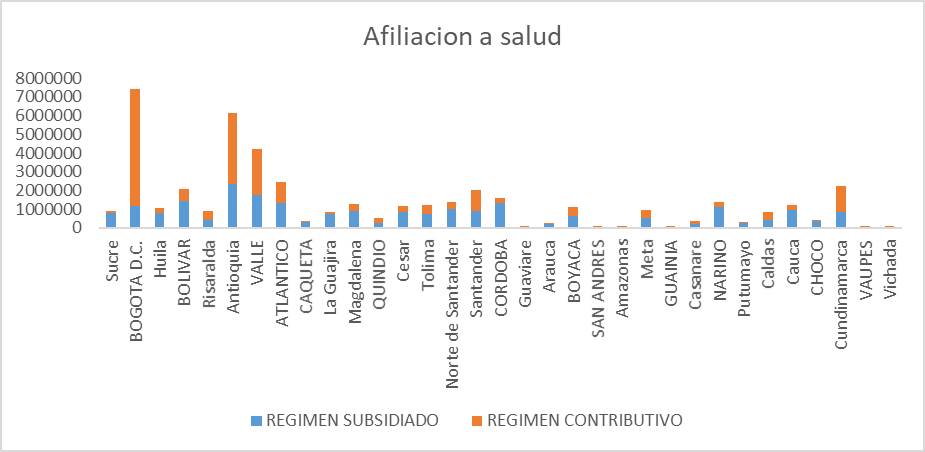 Afiliacion a salud
8000000
7000000
6000000
5000000
4000000
3000000
2000000
1000000
0
Sucre
BOGOTA D.C.
Huila
BOLIVAR
Risaralda
Antioquia
VALLE
ATLANTICO
CAQUETA
La Guajira
Magdalena
QUINDIO
Cesar
Tolima
Norte de Santander
Santander
CORDOBA
Guaviare
Arauca
BOYACA
SAN ANDRES
Amazonas
Meta
GUAINIA
Casanare
NARINO
Putumayo
Caldas
Cauca
CHOCO
Cundinamarca
VAUPES
Vichada
REGIMEN SUBSIDIADO
REGIMEN CONTRIBUTIVO